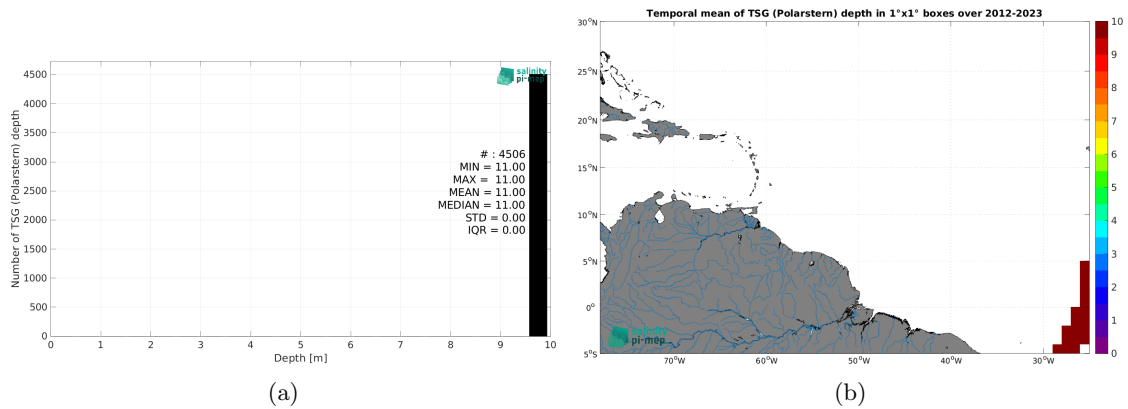 4500
4000
3500
3000
2500
2000
1500
1000
500
0
Number of TSG (Polarstern) depth
salinity
pi-mep
# : 4506
MIN = 11.00
MAX = 11.00
MEAN = 11.00
MEDIAN = 11.00
STD = 0.00
IQR = 0.00
0 1 2 3 4 5 6 7 8 9 10
Depth [m]
(a)
Temporal mean of TSG (Polarstern) depth in 1°x1° boxes over 2012-2023
30°N
25°N
20°N
15°N
10°N
5°N
0°
5°S
salinity
pi-mep
70°W 60°W 50°W 40°W 30°W
10
9
8
7
6
5
4
3
2
1
0
(b)